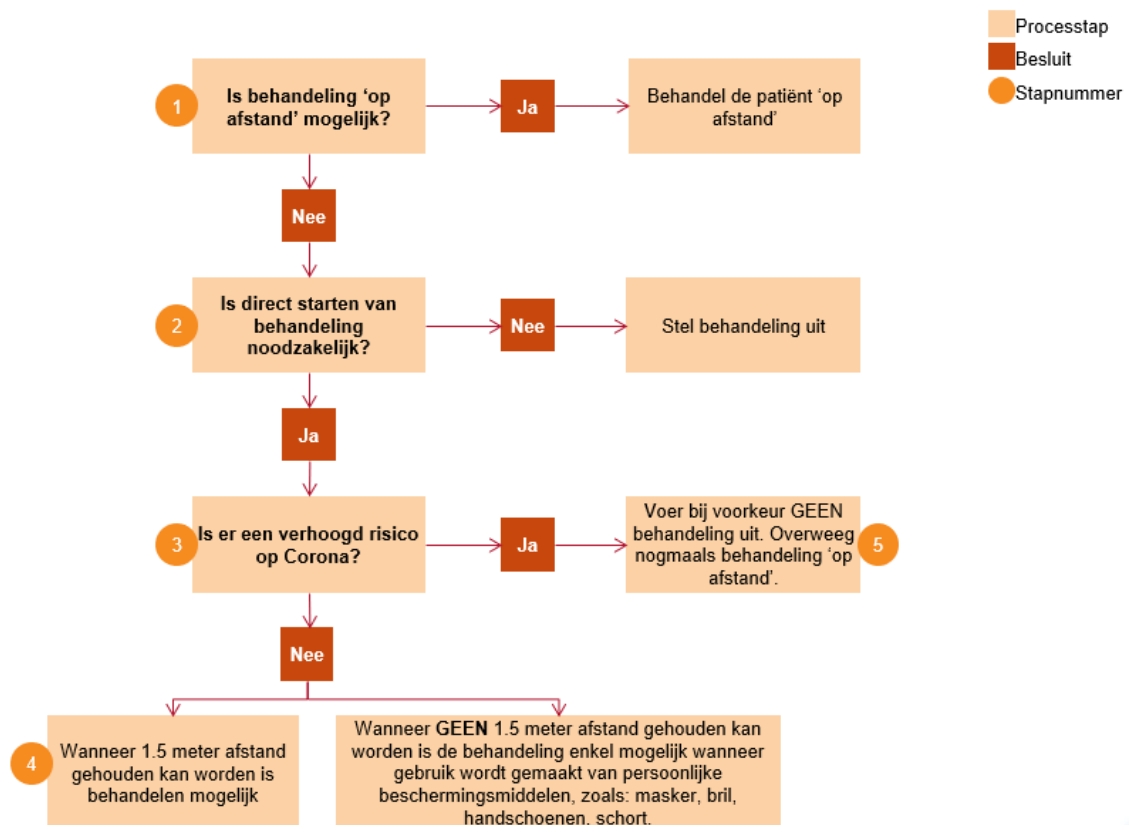 Processtap
Besluit
Stapnummer
1
Is behandeling ‘op
afstand’ mogelijk?
Ja
Behandel de patiënt ‘op
afstand’
Nee
2
Is direct starten van
behandeling
noodzakelijk?
Nee
Stel behandeling uit
Ja
3
Is er een verhoogd risico
op Corona?
Ja
Voer bij voorkeur GEEN
behandeling uit. Overweeg
nogmaals behandeling ‘op
afstand’.
5
Nee
4
Wanneer 1.5 meter afstand
gehouden kan worden is
behandelen mogelijk
Wanneer GEEN 1.5 meter afstand gehouden kan
worden is de behandeling enkel mogelijk wanneer
gebruik wordt gemaakt van persoonlijke
beschermingsmiddelen, zoals: masker, bril,
handschoenen, schort.